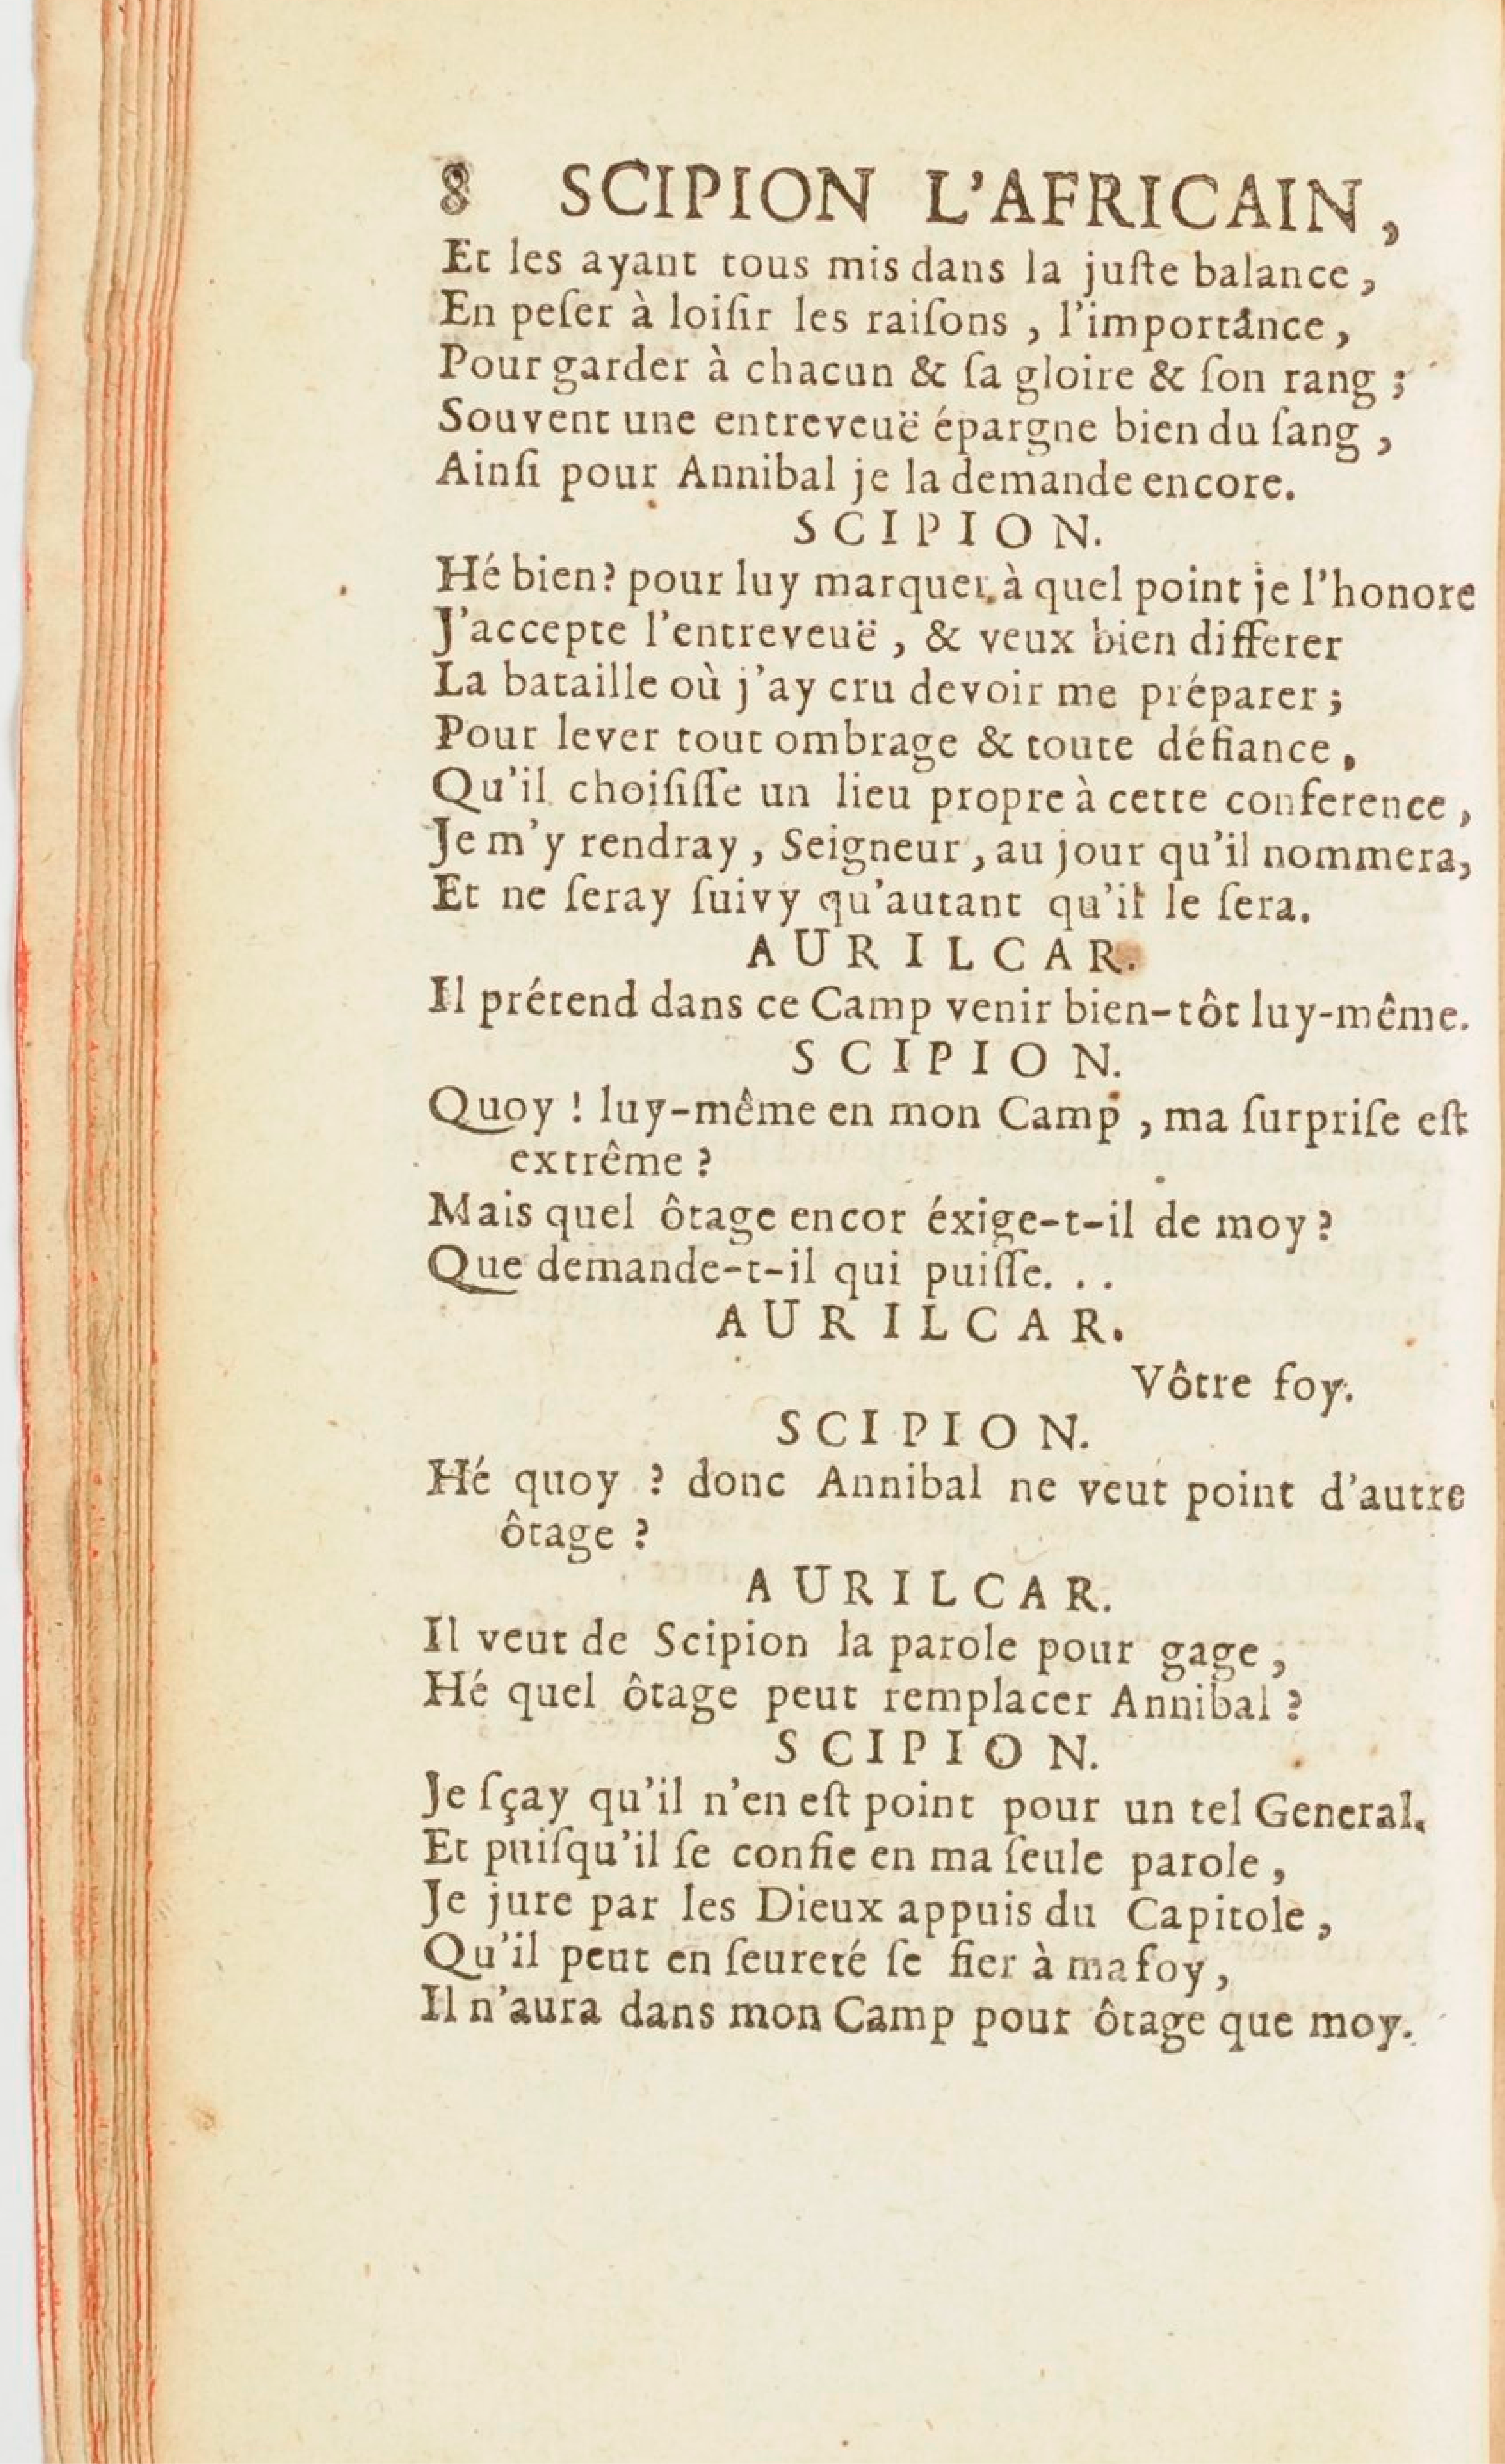 8 SCIPION L'AFRICAIN,
Et les ayant tous mis dans la juſte balance,
En peſer à loiſir les raiſons, l'importance,
Pour garder à chacun & ſa gloire & ſon rang;
Souvent une entreveuë épargne bien du ſang,
Ainſi pour Annibal je la demande encore.
SCIPION.
Hé bien? pour luy marquer à quel point je l'honore
J'accepte l'entreveuë, & veux bien differer
La bataille où j'ay cru devoir me préparer;
Pour lever tout ombrage & toute défiance,
Qu'il choiſiſſe un lieu propre à cette conference,
Je m'y rendray, Seigneur, au jour qu'il nommera,
Et ne ſeray ſuivy qu'autant qu'il le ſera.
AURILCAR.
Il prétend dans ce Camp venir bien-tôt luy-même.
SCIPION.
Quoy! luy-même en mon Camp, ma ſurpriſe eſt
extrême?
Mais quel ôtage encor éxige-t-il de moy?
Que demande-t-il qui puiſſe...
AURILCAR.
Vôtre foy.
SCIPION.
Hé quoy? donc Annibal ne veut point d'autre
ôtage?
AURILCAR.
Il veut de Scipion la parole pour gage,
Hé quel ôtage peut remplacer Annibal?
SCIPION.
Je ſçay qu'il n'en eſt point pour un tel General.
Et puiſqu'il ſe confie en ma ſeule parole,
Je jure par les Dieux appuis du Capitole,
Qu'il peut en ſeureté ſe fier à ma foy,
Il n'aura dans mon Camp pour ôtage que moy.